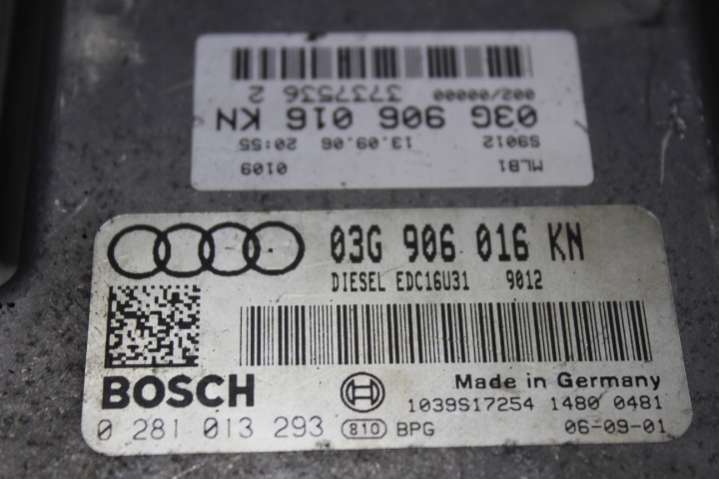 002/00000
3737536 2
03G 906 016 KN
S9012 13.09.06 20:55
MLB1 0109
03G 906 016 KN
DIESEL EDC16U31 9012
BOSCH
Made in Germany
1039S17254 1480 0481
0 281 013 293 810 BPG 06-09-01